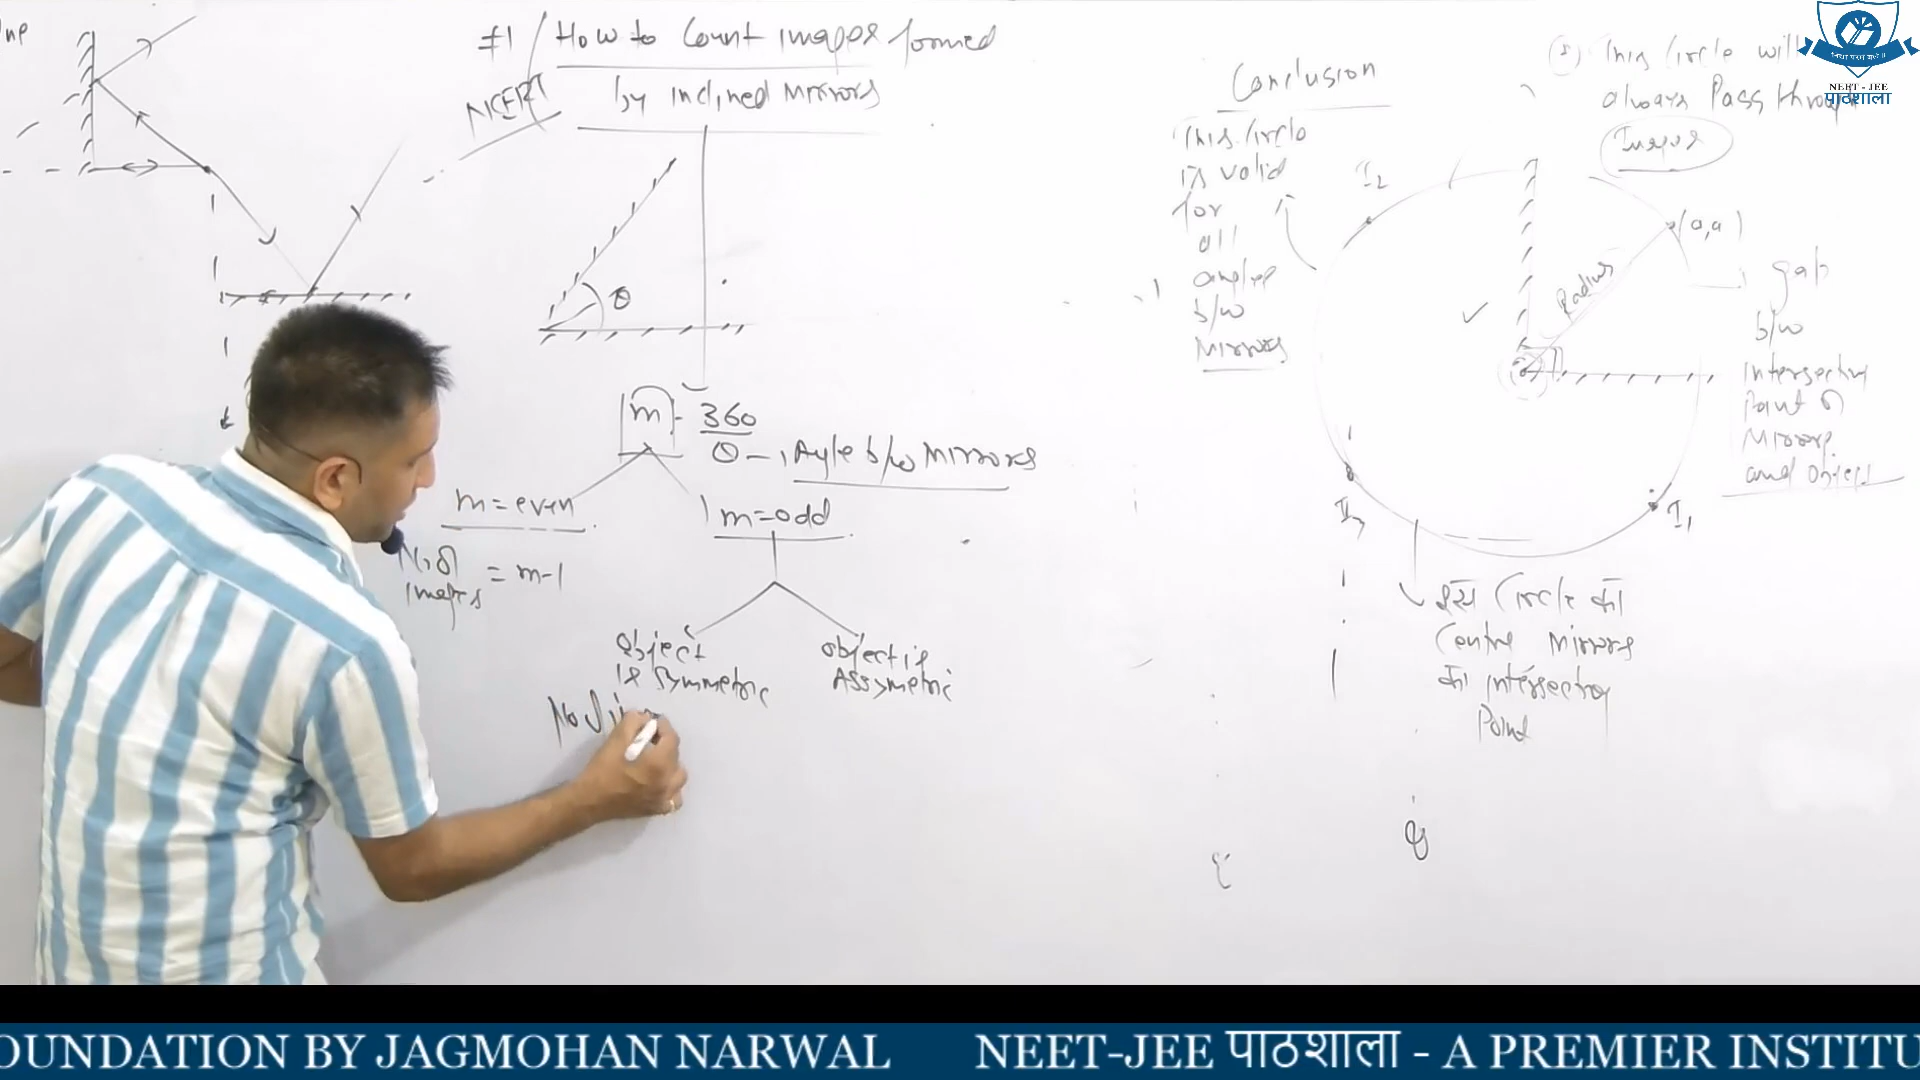 #1 / How to Count images formed
by Inclined Mirrors
NCERT
θ
m = 360
θ → Angle b/w Mirrors
m = even
No of
images = m-1
m = odd
Object
is Symmetric
object is
Assymetric
No of
Conclusion
This Circle
is valid
for
all
angles
b/w
Mirrors
(2) This Circle will
always Pass through
Images
I2
(a,a)
Radius
gap
b/w
Intersecting
Point of
Mirrors
and object
I3
I1
इस Circle का
Centre Mirrors
का intersecting
Point
NEET - JEE
पाठशाला
OUNDATION BY JAGMOHAN NARWAL NEET-JEE पाठशाला - A PREMIER INSTITU